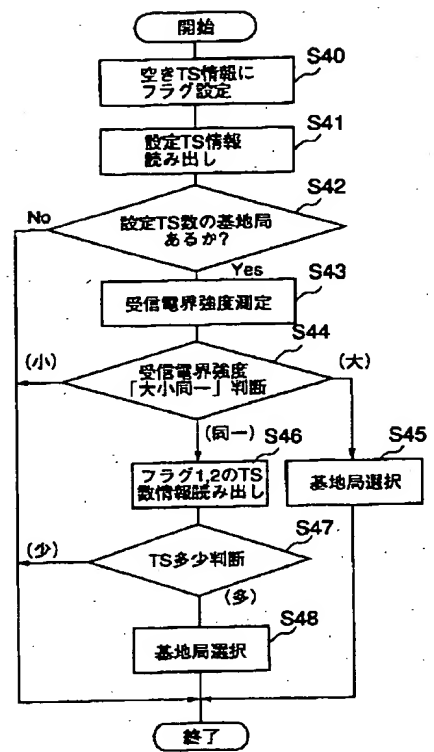 開始
S40
空きTS情報に
フラグ設定
S41
設定TS情報
読み出し
S42
No
設定TS数の基地局
あるか?
Yes
S43
受信電界強度測定
S44
(小)
(大)
受信電界強度
「大小同一」判断
(同一)
S46
S45
フラグ1,2のTS
数情報読み出し
基地局選択
S47
(少)
TS多少判断
(多)
S48
基地局選択
終了